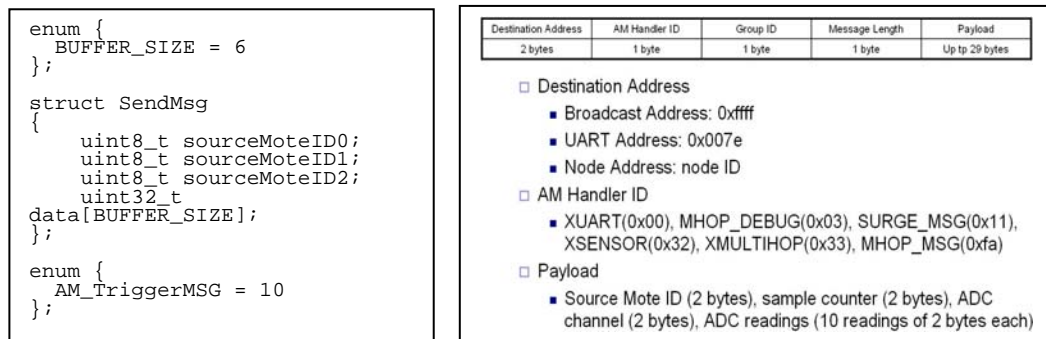 enum {
  BUFFER_SIZE = 6
};
struct SendMsg
{
    uint8_t sourceMoteID0;
    uint8_t sourceMoteID1;
    uint8_t sourceMoteID2;
    uint32_t
data[BUFFER_SIZE];
};
enum {
  AM_TriggerMSG = 10
};
Destination Address AM Handler ID Group ID Message Length Payload
2 bytes 1 byte 1 byte 1 byte Up tp 29 bytes
Destination Address
Broadcast Address: 0xffff
UART Address: 0x007e
Node Address: node ID
AM Handler ID
XUART(0x00), MHOP_DEBUG(0x03), SURGE_MSG(0x11),
XSENSOR(0x32), XMULTIHOP(0x33), MHOP_MSG(0xfa)
Payload
Source Mote ID (2 bytes), sample counter (2 bytes), ADC
channel (2 bytes), ADC readings (10 readings of 2 bytes each)